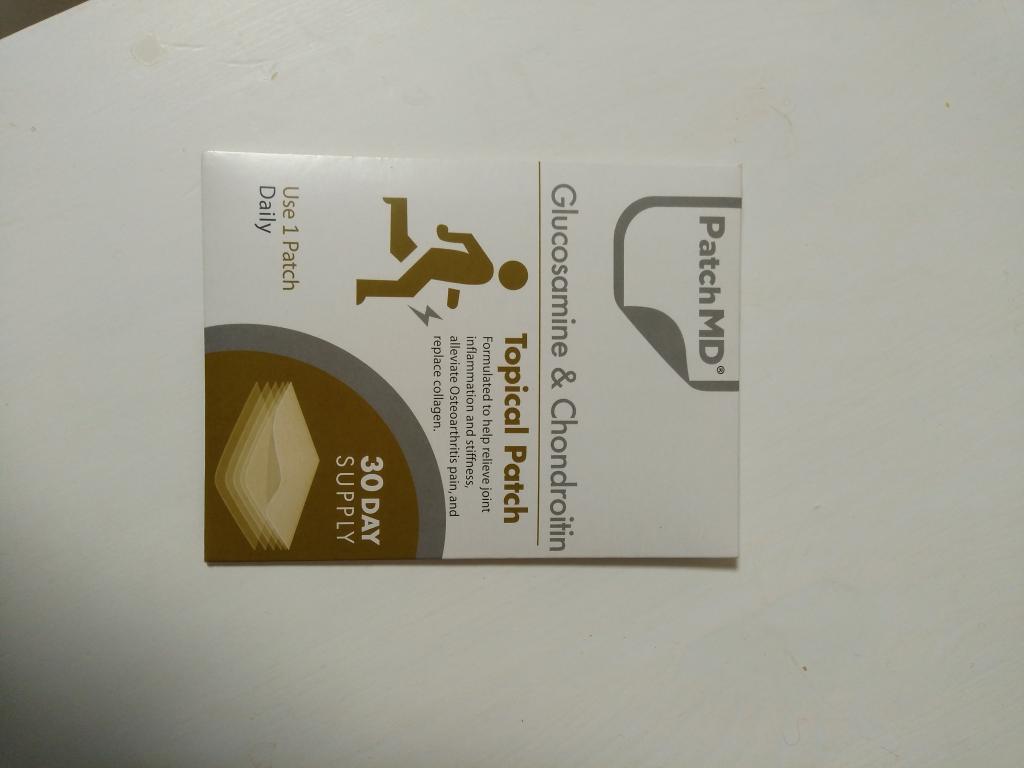 PatchMD®
Glucosamine & Chondroitin
Topical Patch
Formulated to help relieve joint
inflammation and stiffness,
alleviate Osteoarthritis pain, and
replace collagen.
Use 1 Patch
Daily
30 DAY
SUPPLY